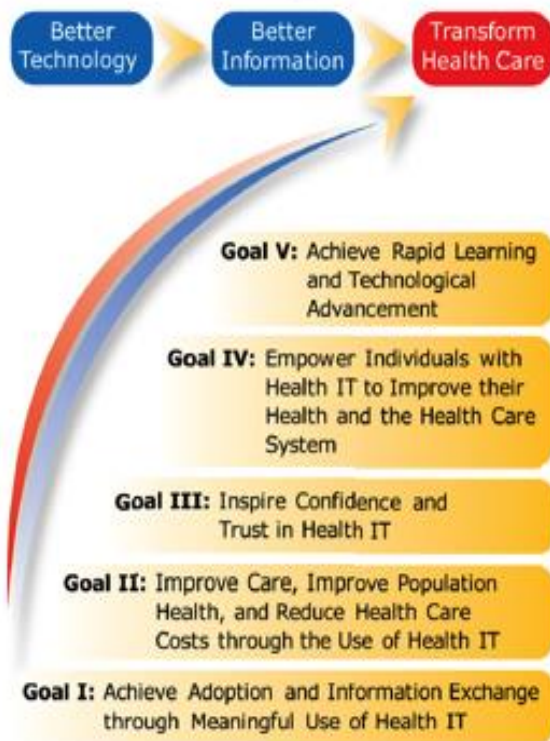 Better
Technology
Better
Information
Transform
Health Care
Goal V: Achieve Rapid Learning
and Technological
Advancement
Goal IV: Empower Individuals with
Health IT to Improve their
Health and the Health Care
System
Goal III: Inspire Confidence and
Trust in Health IT
Goal II: Improve Care, Improve Population
Health, and Reduce Health Care
Costs through the Use of Health IT
Goal I: Achieve Adoption and Information Exchange
through Meaningful Use of Health IT